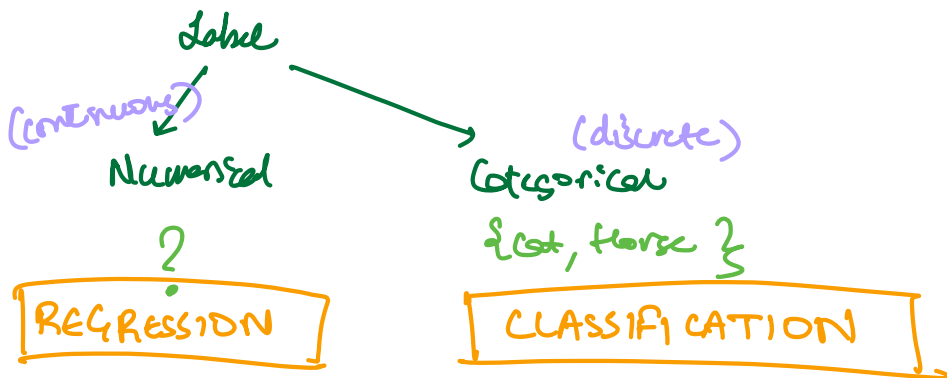 Label
(continuous)
(discrete)
Numerical
Categorical
?
{Cat, Horse }
REGRESSION
CLASSIFICATION